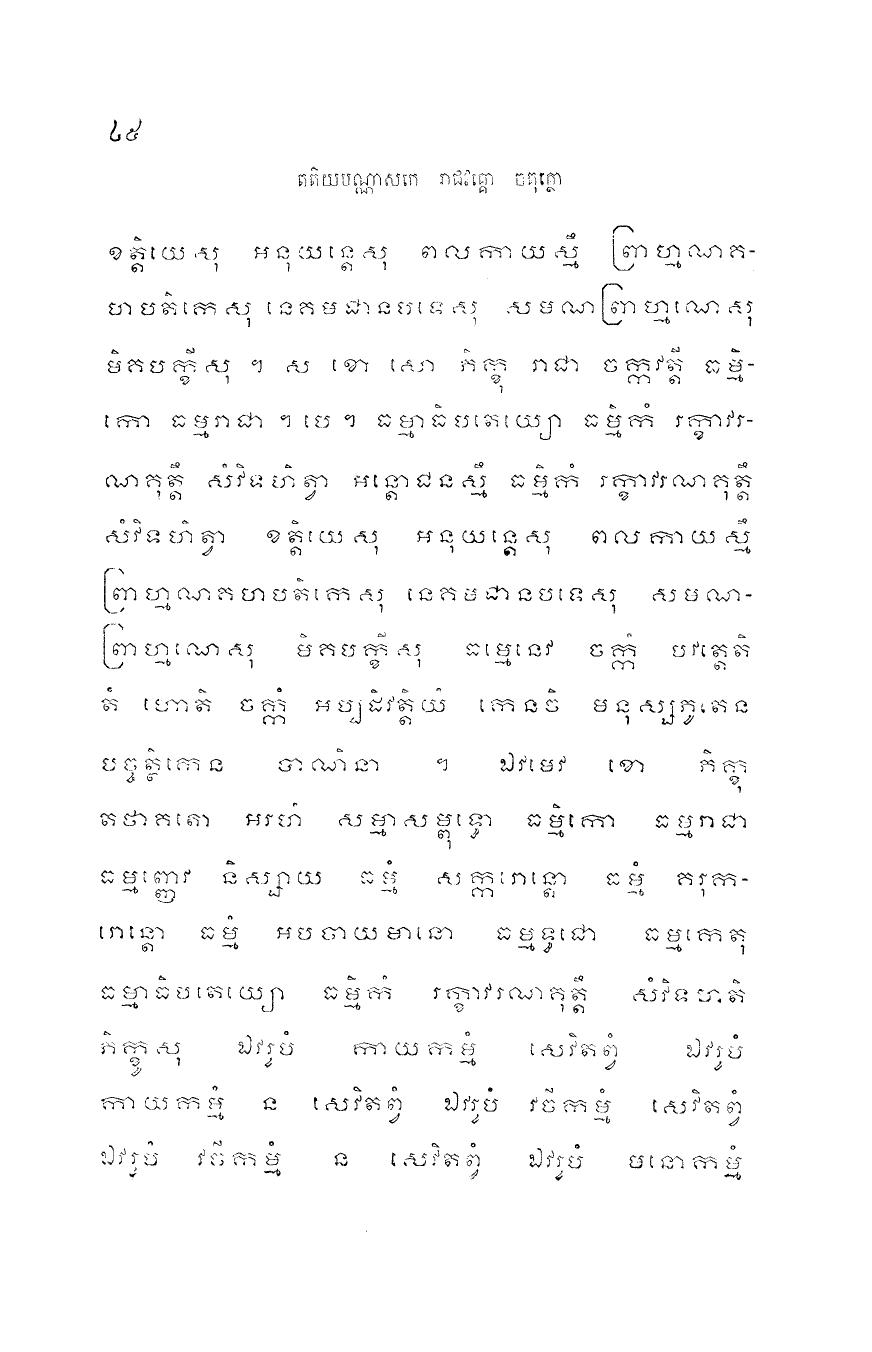 ៤៥
តតិយបណ្ណាសកេ រាជវគ្គោ ចតុត្ថោ
ខត្តិយេសុ អនុយន្តេសុ ពលកាយស្មឹ ព្រាហ្មណគ-
ហបតិកេសុ នេគមជានបទេសុ សមណព្រាហ្មណេសុ
មិគបក្ខីសុ ។ ស ខោ សោ ភិក្ខុ រាជា ចក្កវត្តី ធម្មិ-
កោ ធម្មរាជា ។ បេ ។ ធម្មាធិបតេយ្យោ ធម្មិកំ រក្ខាវរ-
ណគុត្តឹ សំវិទហិត្វា អន្តោជនស្មឹ ធម្មិកំ រក្ខាវរណគុត្តឹ
សំវិទហិត្វា ខត្តិយេសុ អនុយន្តេសុ ពលកាយស្មឹ
ព្រាហ្មណគហបតិកេសុ នេគមជានបទេសុ សមណ-
ព្រាហ្មណេសុ មិគបក្ខីសុ ធម្មេនេវ ចក្កំ បវត្តេតិ
តំ ហោតិ ចក្កំ អប្បដិវត្តិយំ កេនចិ មនុស្សភូតេន
បច្ចត្ថិកេន បាណិនា ។ ឯវមេវ ខោ ភិក្ខុ
តថាគតោ អរហំ សម្មាសម្ពុទ្ធោ ធម្មិកោ ធម្មរាជា
ធម្មញ្ញេវ និស្សាយ ធម្មំ សក្ករោន្តោ ធម្មំ គរុក-
រោន្តោ ធម្មំ អបចាយមានោ ធម្មទ្ធជោ ធម្មកេតុ
ធម្មាធិបតេយ្យោ ធម្មិកំ រក្ខាវរណគុត្តឹ សំវិទហតិ
ភិក្ខូសុ ឯវរូបំ កាយកម្មំ សេវិតព្វំ ឯវរូបំ
កាយកម្មំ ន សេវិតព្វំ ឯវរូបំ វចីកម្មំ សេវិតព្វំ
ឯវរូបំ វចីកម្មំ ន សេវិតព្វំ ឯវរូបំ មនោកម្មំ